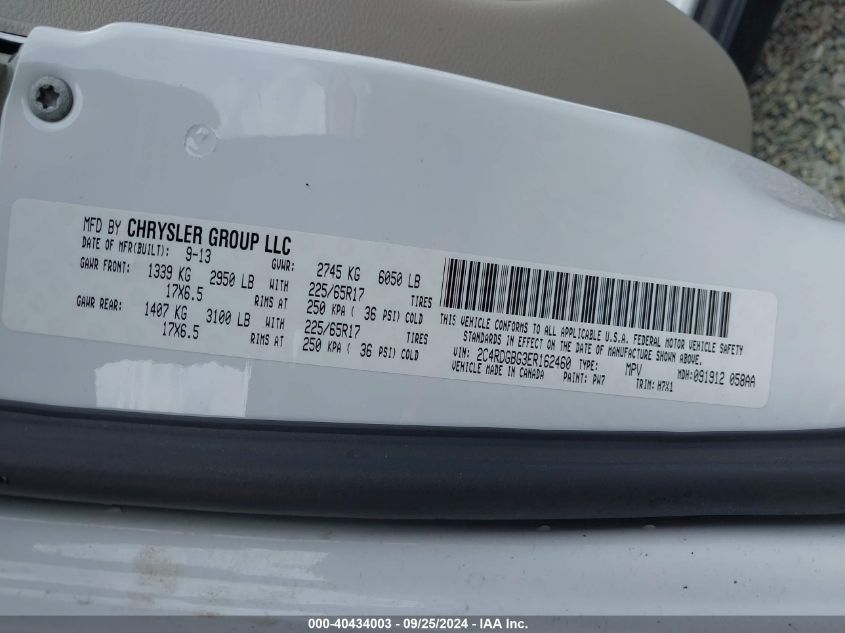 MFD BY CHRYSLER GROUP LLC
DATE OF MFR(BUILT): 9-13 GVWR: 2745 KG 6050 LB
GAWR FRONT: 1339 KG 2950 LB WITH 225/65R17 TIRES
17X6.5 RIMS AT 250 KPA ( 36 PSI) COLD
GAWR REAR: 1407 KG 3100 LB WITH 225/65R17 TIRES
17X6.5 RIMS AT 250 KPA ( 36 PSI) COLD
THIS VEHICLE CONFORMS TO ALL APPLICABLE U.S.A. FEDERAL MOTOR VEHICLE SAFETY
STANDARDS IN EFFECT ON THE DATE OF MANUFACTURE SHOWN ABOVE.
VIN: 2C4RDGBG3ER162460 TYPE: MPV MDH:091912 058AA
VEHICLE MADE IN CANADA PAINT: PW7 TRIM: H7X1
000-40434003 - 09/25/2024 - COPYRIGHT IAA, Inc.